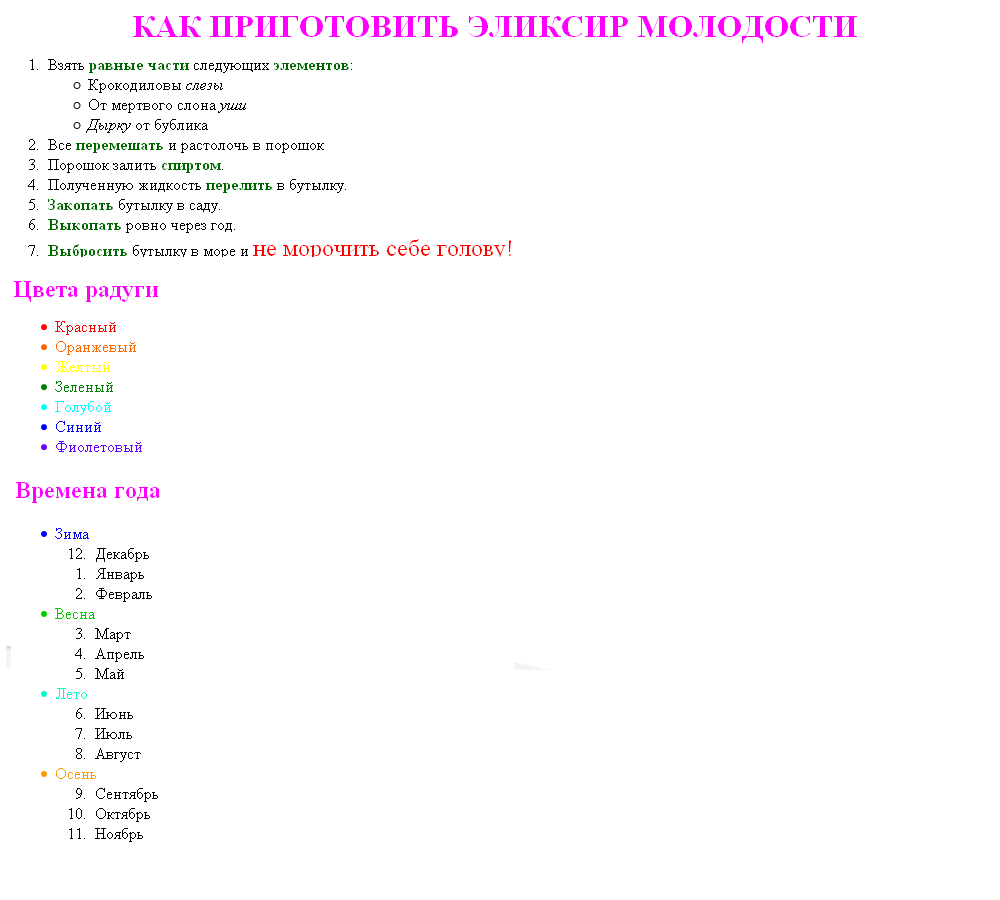 КАК ПРИГОТОВИТЬ ЭЛИКСИР МОЛОДОСТИ
1. Взять равные части следующих элементов:
Крокодиловы слезы
От мертвого слона уши
Дырку от бублика
2. Все перемешать и растолочь в порошок
3. Порошок залить спиртом.
4. Полученную жидкость перелить в бутылку.
5. Закопать бутылку в саду.
6. Выкопать ровно через год.
7. Выбросить бутылку в море и не морочить себе голову!
Цвета радуги
Красный
Оранжевый
Желтый
Зеленый
Голубой
Синий
Фиолетовый
Времена года
Зима
12. Декабрь
1. Январь
2. Февраль
Весна
3. Март
4. Апрель
5. Май
Лето
6. Июнь
7. Июль
8. Август
Осень
9. Сентябрь
10. Октябрь
11. Ноябрь